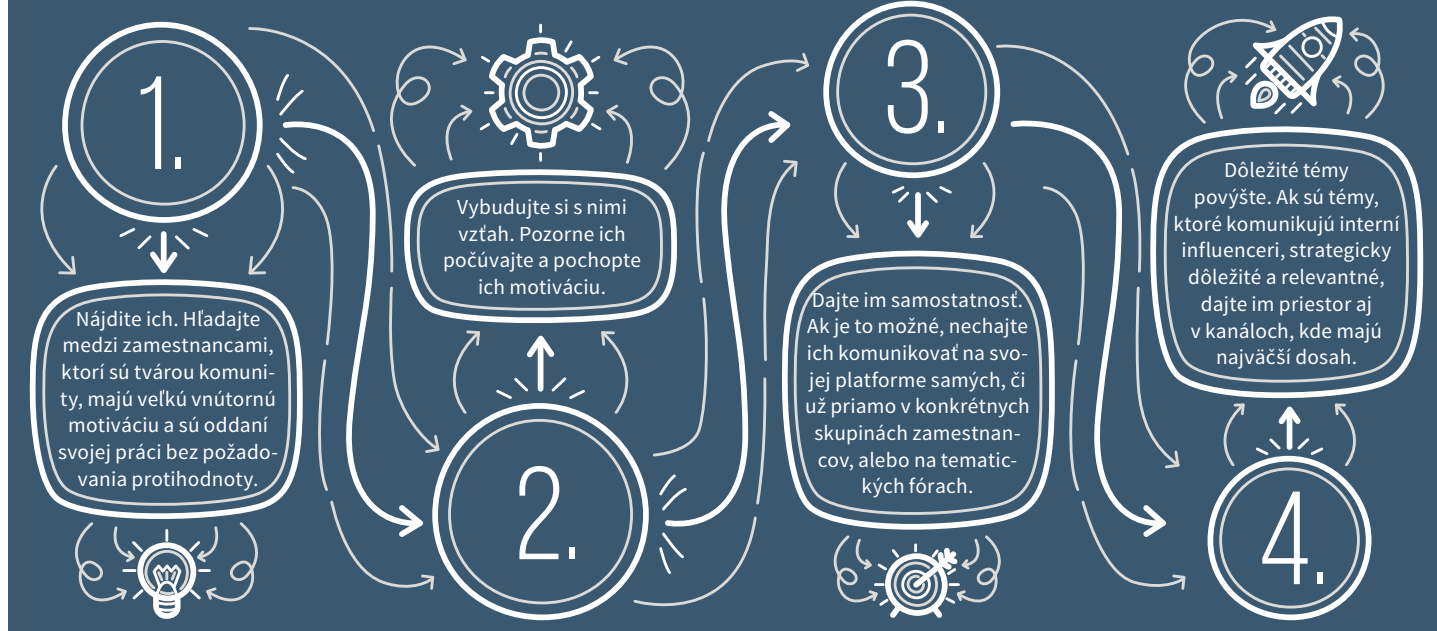 1.
Nájdite ich. Hľadajte
medzi zamestnancami,
ktorí sú tvárou komuni-
ty, majú veľkú vnútornú
motiváciu a sú oddaní
svojej práci bez požado-
vania protihodnoty.
2.
Vybudujte si s nimi
vzťah. Pozorne ich
počúvajte a pochopte
ich motiváciu.
3.
Dajte im samostatnosť.
Ak je to možné, nechajte
ich komunikovať na svo-
jej platforme samých, či
už priamo v konkrétnych
skupinách zamestnan-
cov, alebo na tematic-
kých fórach.
4.
Dôležité témy
povýšte. Ak sú témy,
ktoré komunikujú interní
influenceri, strategicky
dôležité a relevantné,
dajte im priestor aj
v kanáloch, kde majú
najväčší dosah.